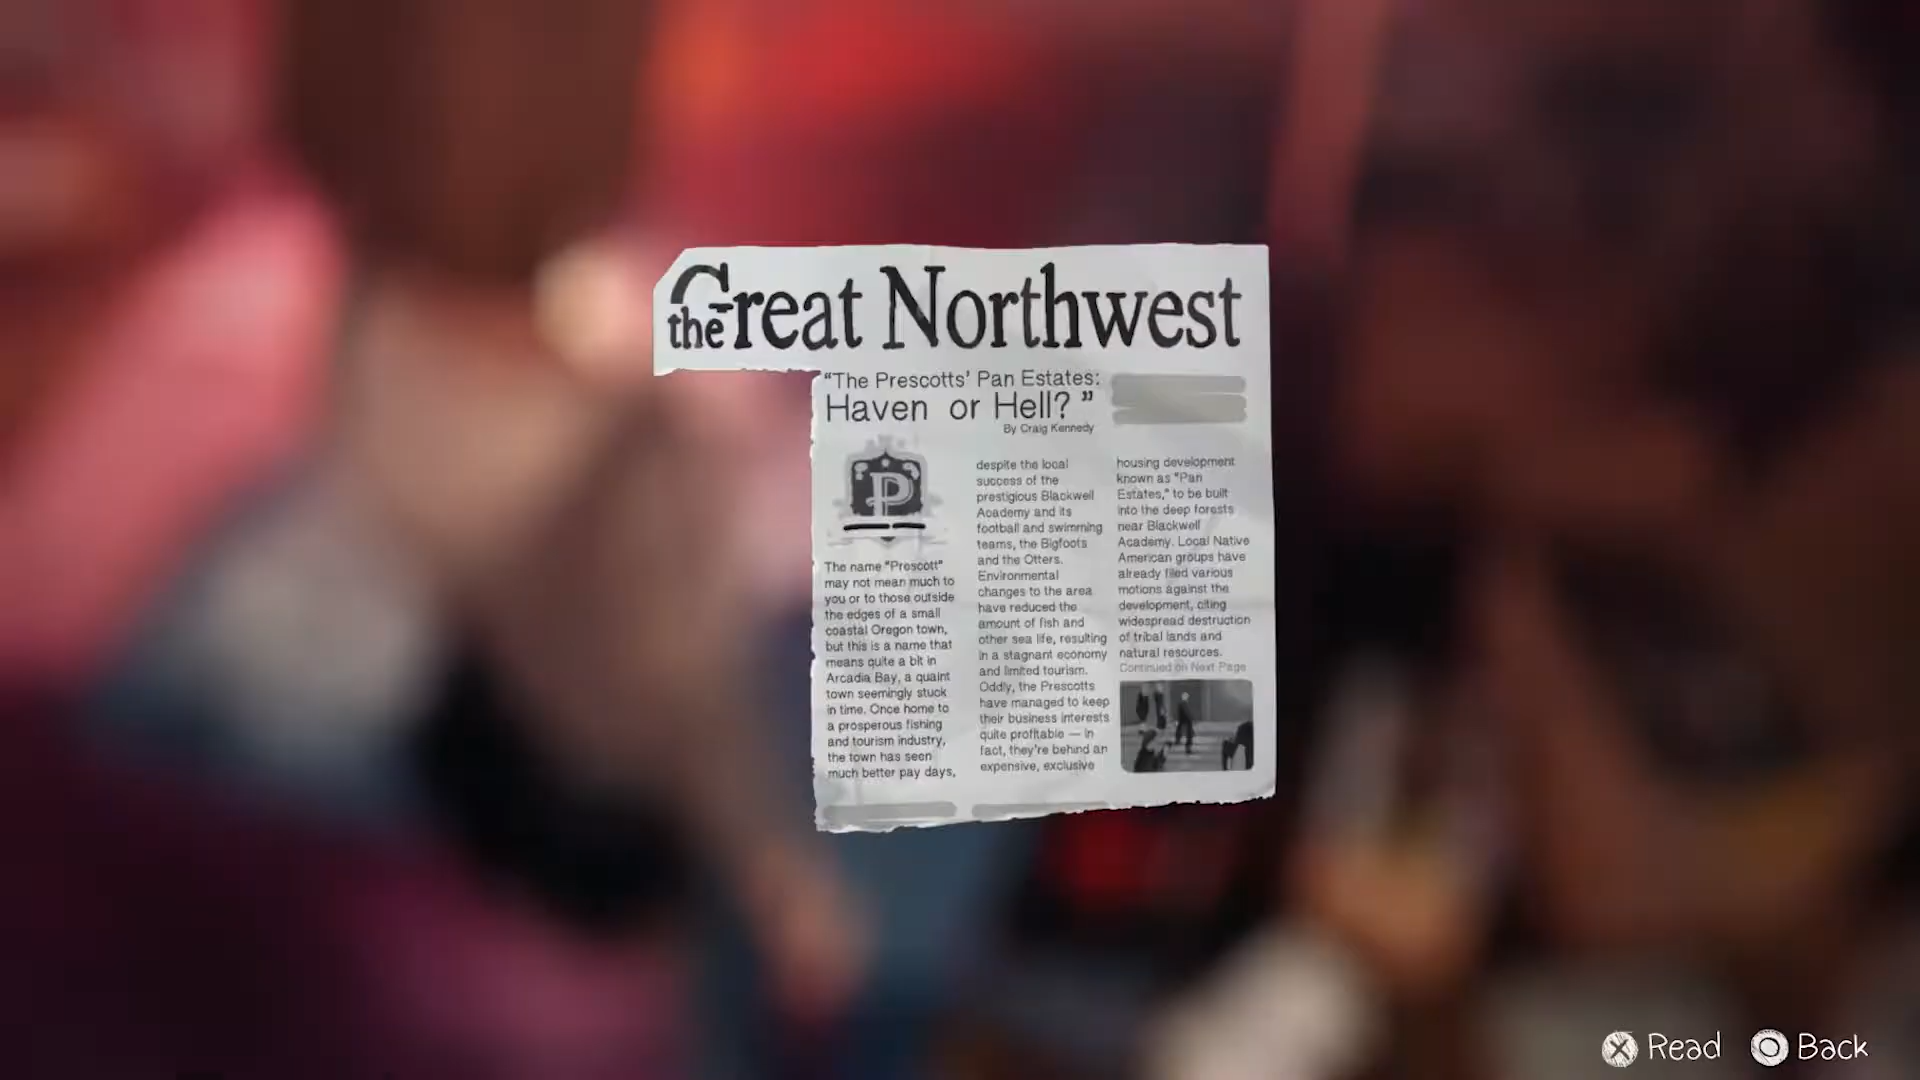 the Great Northwest
“The Prescotts’ Pan Estates:
Haven or Hell? ”
By Craig Kennedy
P
The name “Prescott”
may not mean much to
you or to those outside
the edges of a small
coastal Oregon town,
but this is a name that
means quite a bit in
Arcadia Bay, a quaint
town seemingly stuck
in time. Once home to
a prosperous fishing
and tourism industry,
the town has seen
much better pay days,
despite the local
success of the
prestigious Blackwell
Academy and its
football and swimming
teams, the Bigfoots
and the Otters.
Environmental
changes to the area
have reduced the
amount of fish and
other sea life, resulting
in a stagnant economy
and limited tourism.
Oddly, the Prescotts
have managed to keep
their business interests
quite profitable — in
fact, they’re behind an
expensive, exclusive
housing development
known as “Pan
Estates,” to be built
into the deep forests
near Blackwell
Academy. Local Native
American groups have
already filed various
motions against the
development, citing
widespread destruction
of tribal lands and
natural resources.
Continued on Next Page
Read
Back